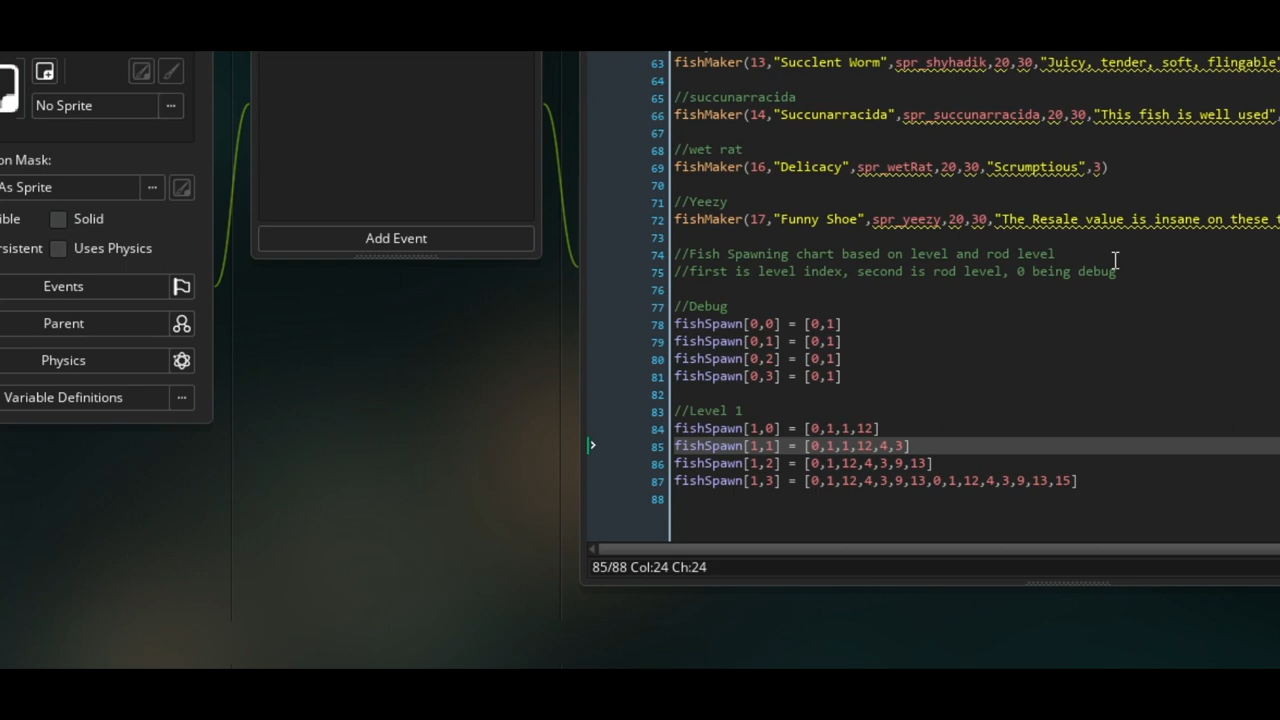 No Sprite
on Mask:
As Sprite
ible
Solid
rsistent
Uses Physics
Events
Parent
Physics
Variable Definitions
Add Event
63 fishMaker(13,"Succlent Worm",spr_shyhadik,20,30,"Juicy, tender, soft, flingable"
64
65 //succunarracida
66 fishMaker(14,"Succunarracida",spr_succunarracida,20,30,"This fish is well used",
67
68 //wet rat
69 fishMaker(16,"Delicacy",spr_wetRat,20,30,"Scrumptious",3)
70
71 //Yeezy
72 fishMaker(17,"Funny Shoe",spr_yeezy,20,30,"The Resale value is insane on these t
73
74 //Fish Spawning chart based on level and rod level
75 //first is level index, second is rod level, 0 being debug
76
77 //Debug
78 fishSpawn[0,0] = [0,1]
79 fishSpawn[0,1] = [0,1]
80 fishSpawn[0,2] = [0,1]
81 fishSpawn[0,3] = [0,1]
82
83 //Level 1
84 fishSpawn[1,0] = [0,1,1,12]
85 fishSpawn[1,1] = [0,1,1,12,4,3]
86 fishSpawn[1,2] = [0,1,12,4,3,9,13]
87 fishSpawn[1,3] = [0,1,12,4,3,9,13,0,1,12,4,3,9,13,15]
88
85/88 Col:24 Ch:24